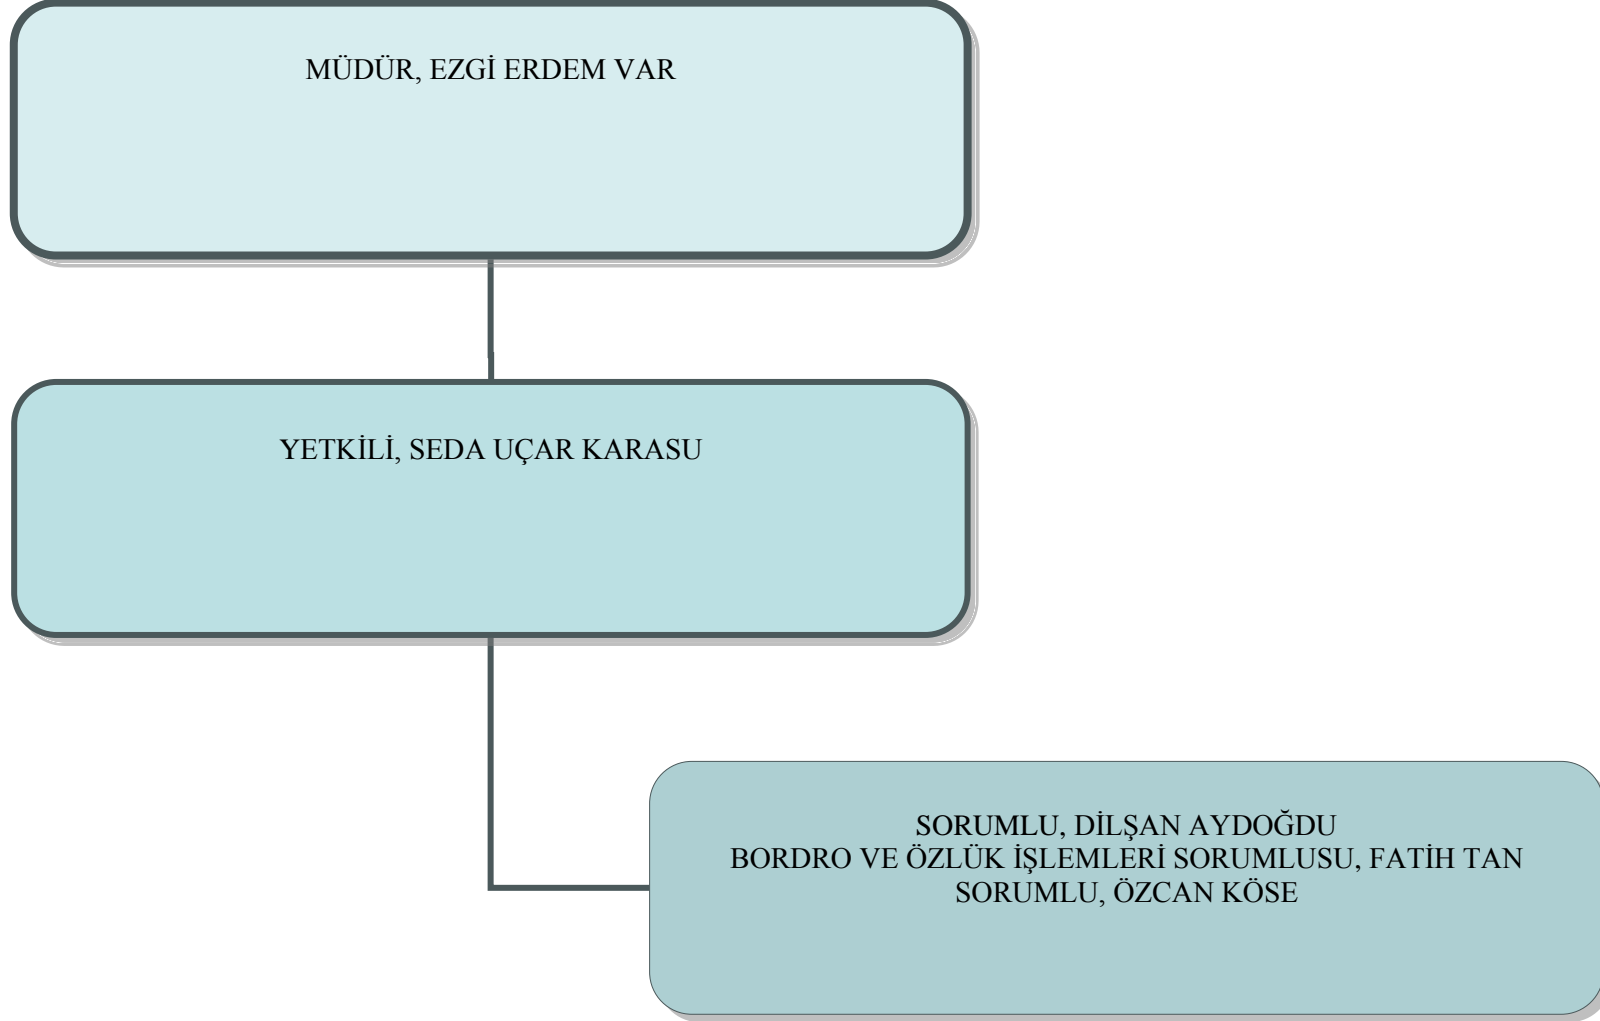 MÜDÜR, EZGİ ERDEM VAR
YETKİLİ, SEDA UÇAR KARASU
SORUMLU, DİLŞAN AYDOĞDU
BORDRO VE ÖZLÜK İŞLEMLERİ SORUMLUSU, FATİH TAN
SORUMLU, ÖZCAN KÖSE